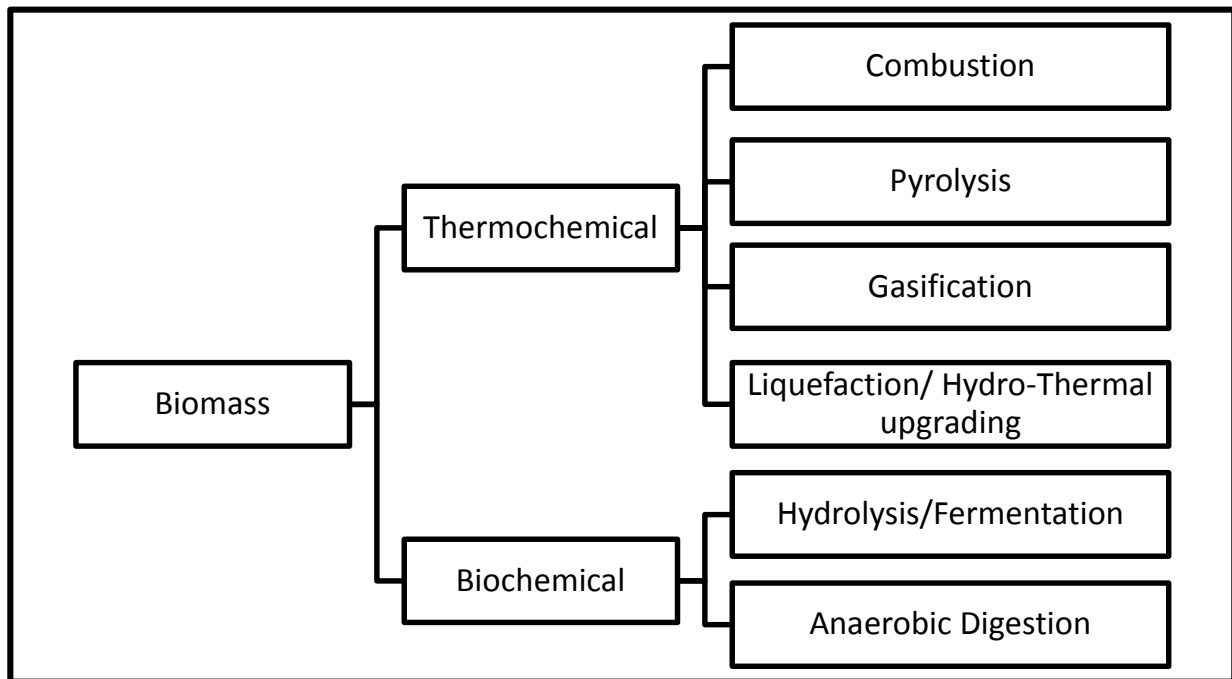 Combustion
Pyrolysis
Thermochemical
Gasification
Liquefaction/ Hydro-Thermal
upgrading
Biomass
Hydrolysis/Fermentation
Biochemical
Anaerobic Digestion